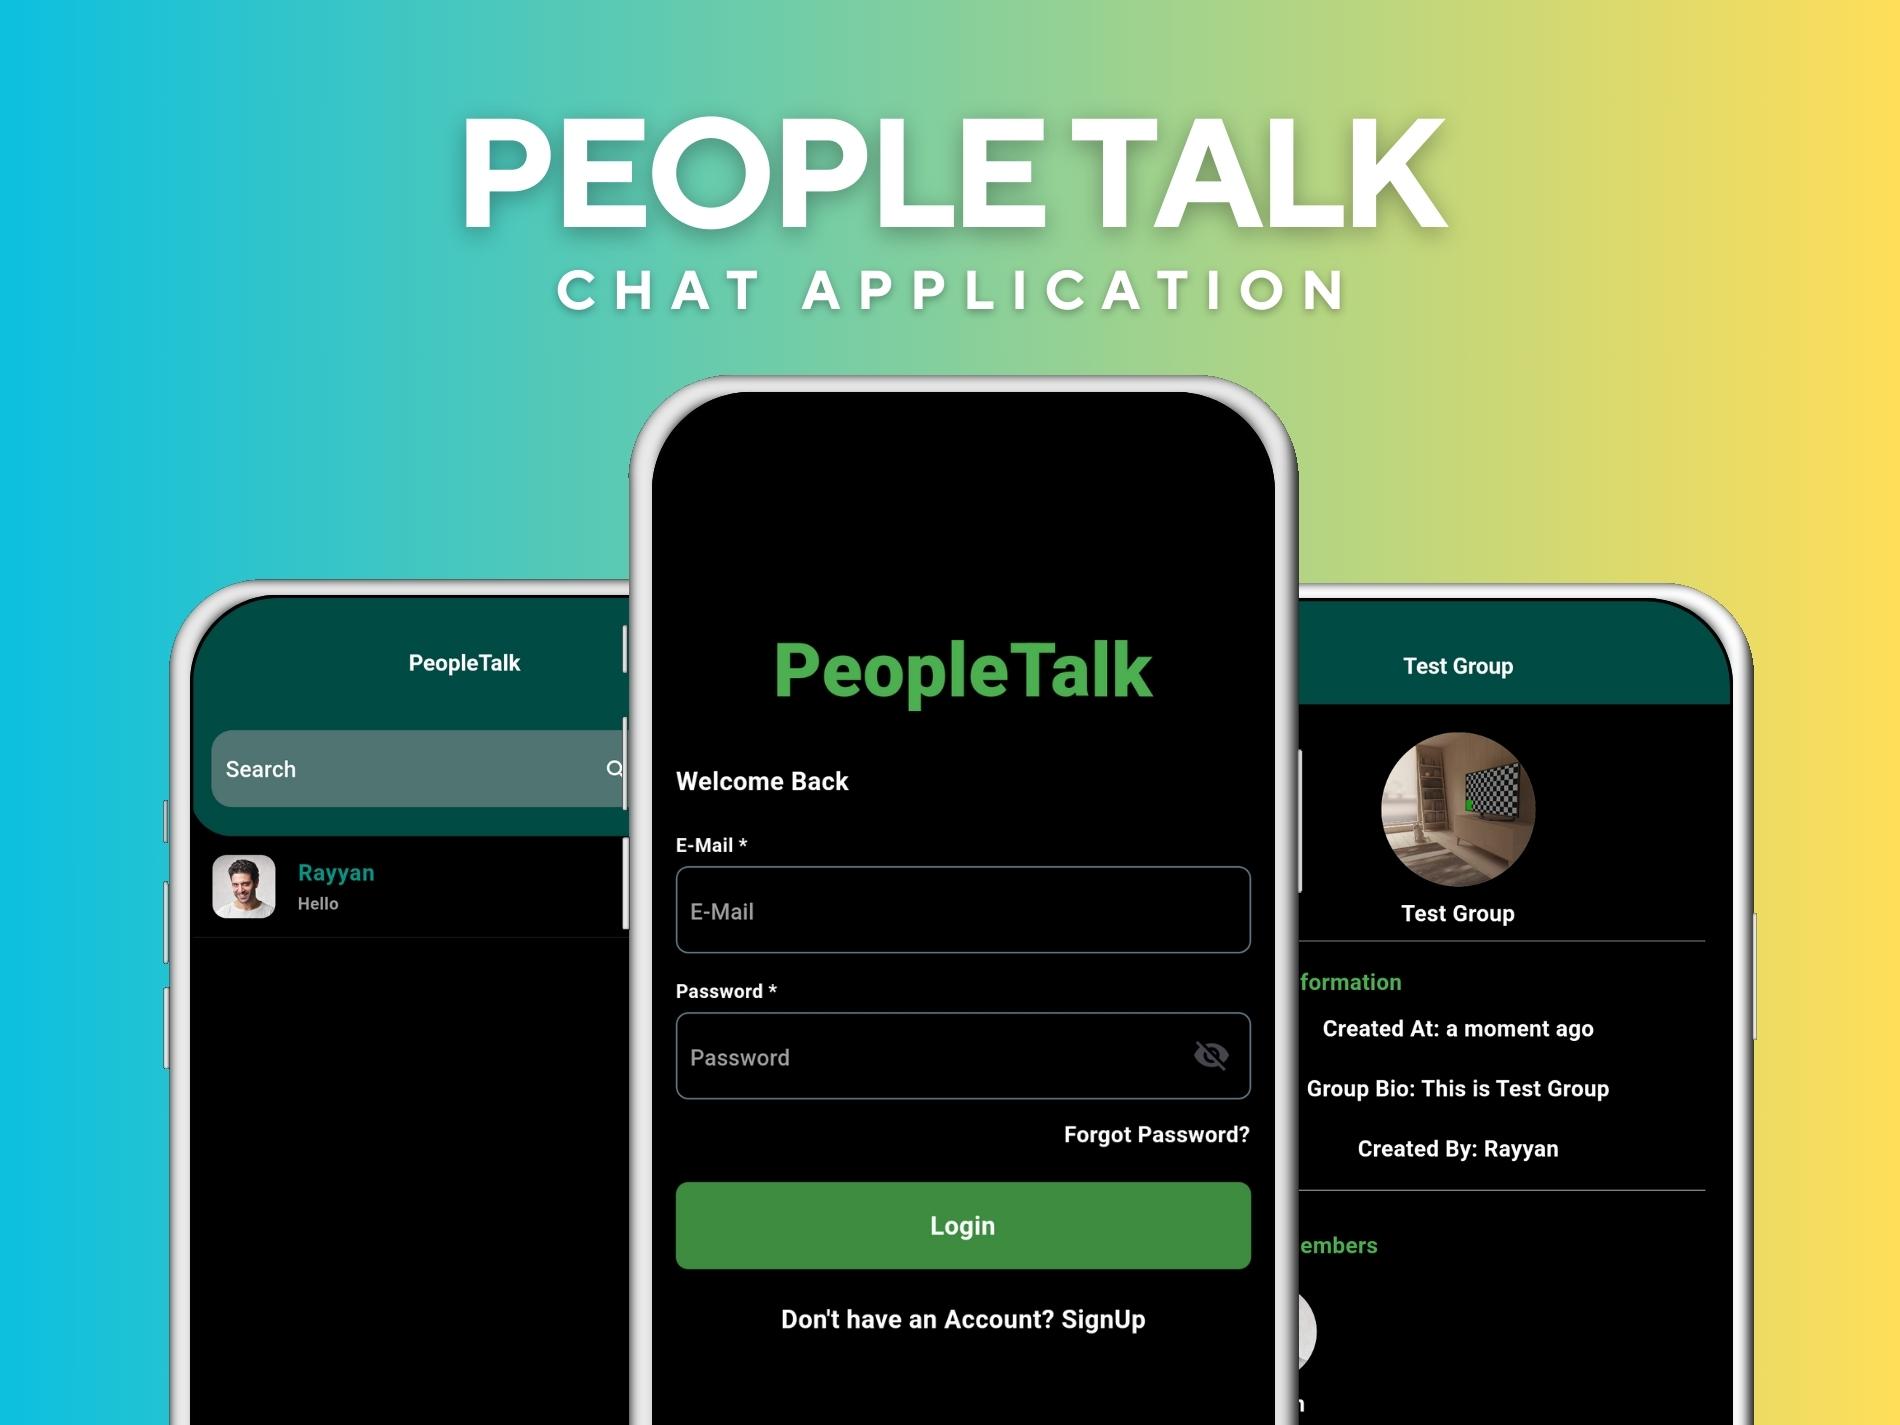 PEOPLE TALK
CHAT APPLICATION
PeopleTalk
Search
Rayyan
Hello
PeopleTalk
Welcome Back
E-Mail *
E-Mail
Password *
Password
Forgot Password?
Login
Don't have an Account? SignUp
Test Group
Test Group
formation
Created At: a moment ago
Group Bio: This is Test Group
Created By: Rayyan
embers